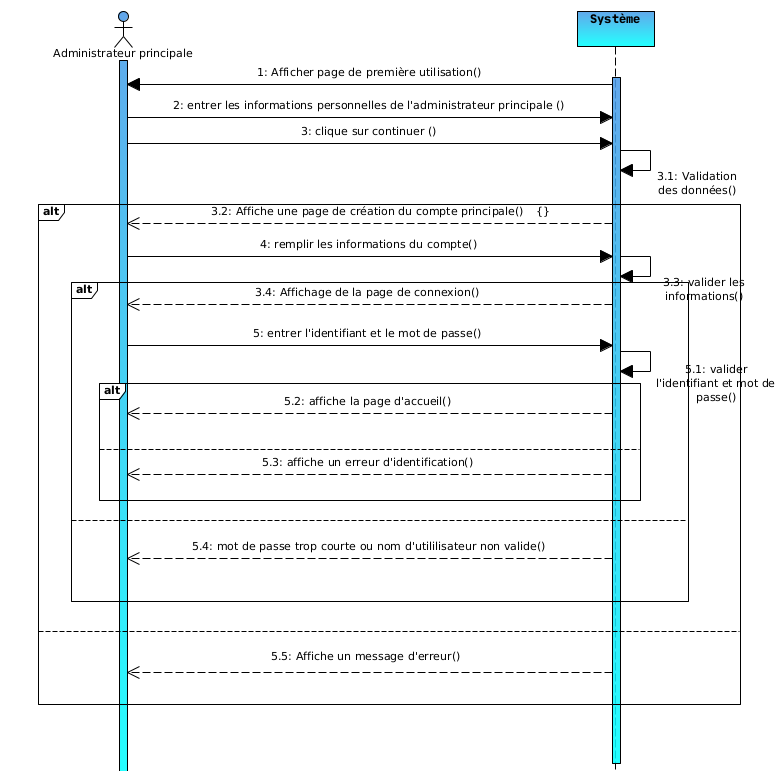 Système
Administrateur principale
1: Afficher page de première utilisation()
2: entrer les informations personnelles de l'administrateur principale ()
3: clique sur continuer ()
3.1: Validation
des données()
alt
3.2: Affiche une page de création du compte principale() {}
4: remplir les informations du compte()
3.3: valider les
informations()
alt
3.4: Affichage de la page de connexion()
5: entrer l'identifiant et le mot de passe()
5.1: valider
l'identifiant et mot de
passe()
alt
5.2: affiche la page d'accueil()
5.3: affiche un erreur d'identification()
5.4: mot de passe trop courte ou nom d'utililisateur non valide()
5.5: Affiche un message d'erreur()